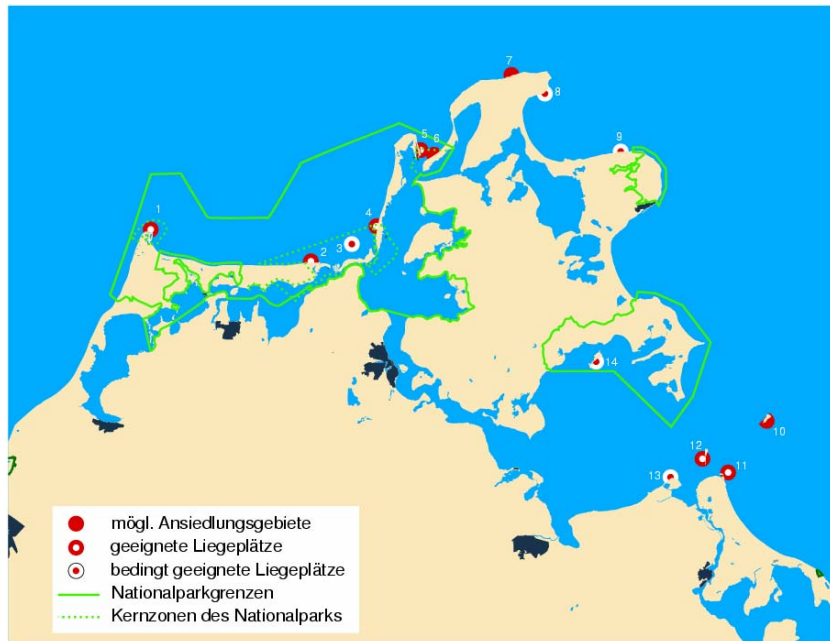 7
8
9
5 6
1
4
2
3
14
10
12
11
13
mögl. Ansiedlungsgebiete
geeignete Liegeplätze
bedingt geeignete Liegeplätze
Nationalparkgrenzen
Kernzonen des Nationalparks